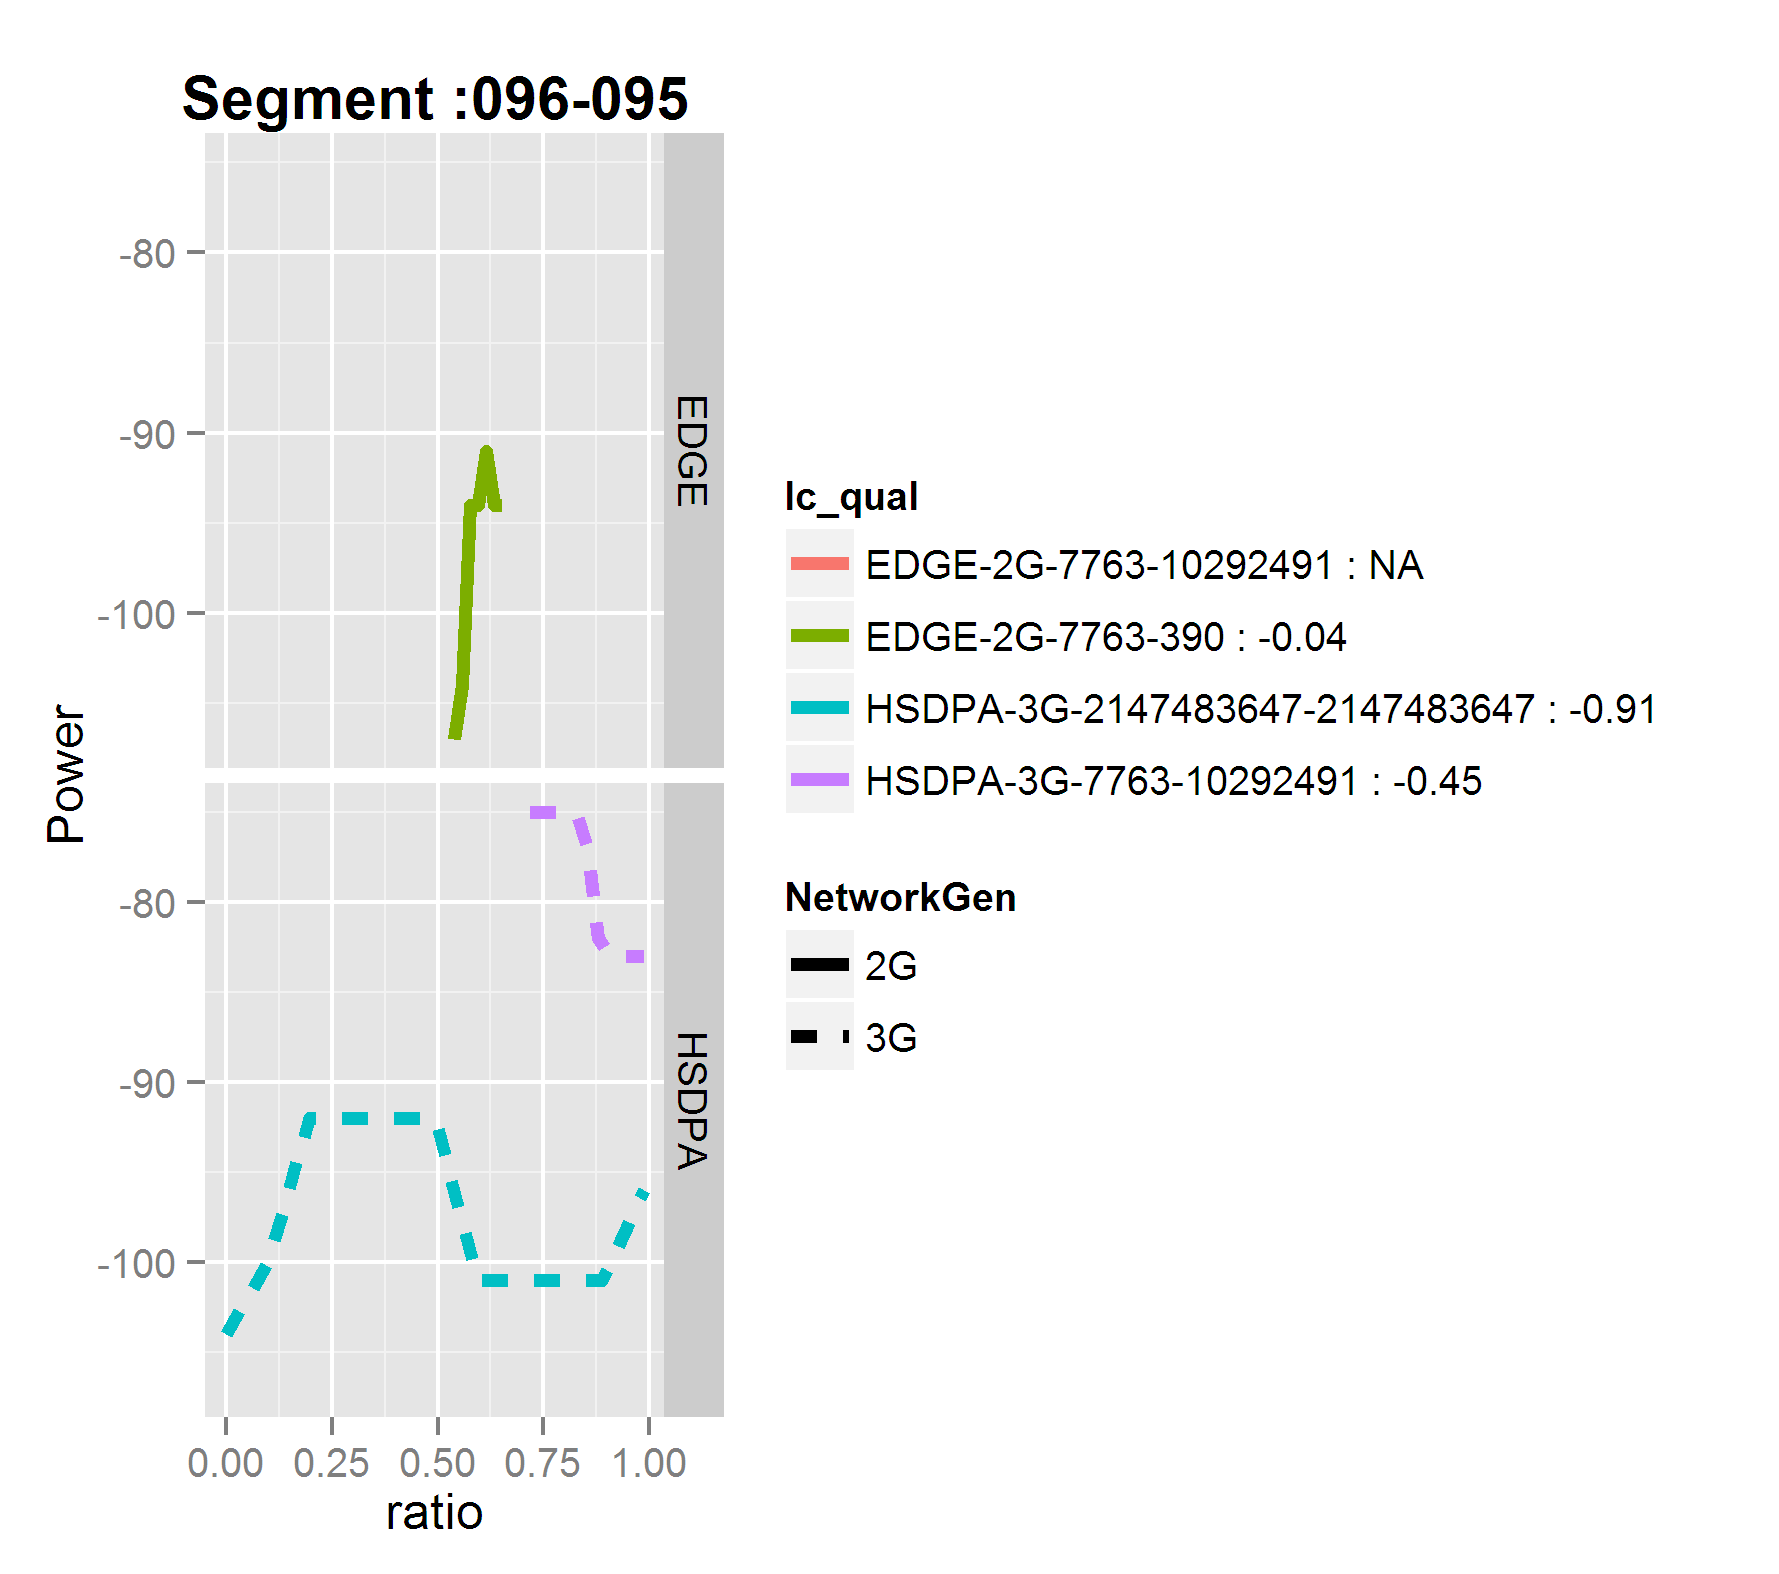 Segment :096-095
-80
-90
-100
EDGE
-80
-90
-100
HSDPA
Power
0.00 0.25 0.50 0.75 1.00
ratio
lc_qual
EDGE-2G-7763-10292491 : NA
EDGE-2G-7763-390 : -0.04
HSDPA-3G-2147483647-2147483647 : -0.91
HSDPA-3G-7763-10292491 : -0.45
NetworkGen
2G
3G